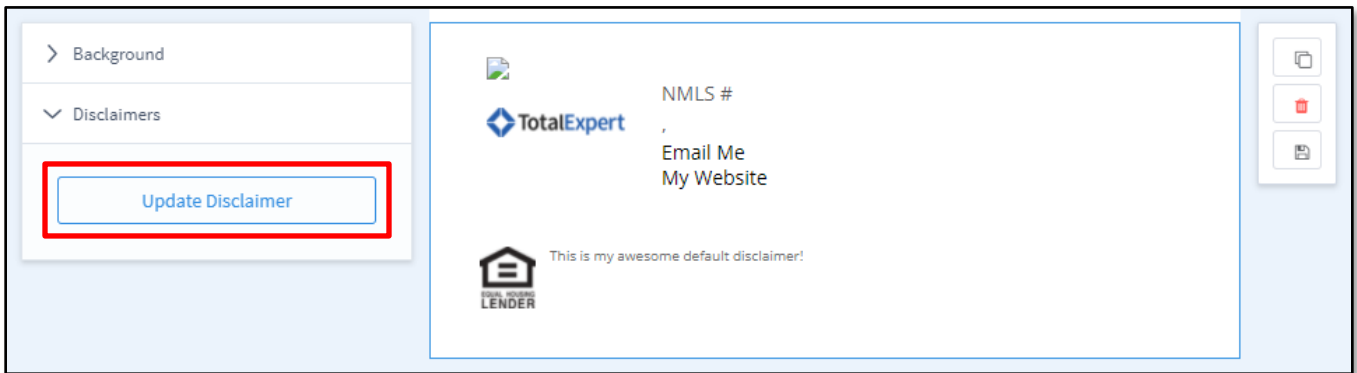 Background
Disclaimers
Update Disclaimer
TotalExpert
NMLS #
,
Email Me
My Website
EQUAL HOUSING
LENDER
This is my awesome default disclaimer!